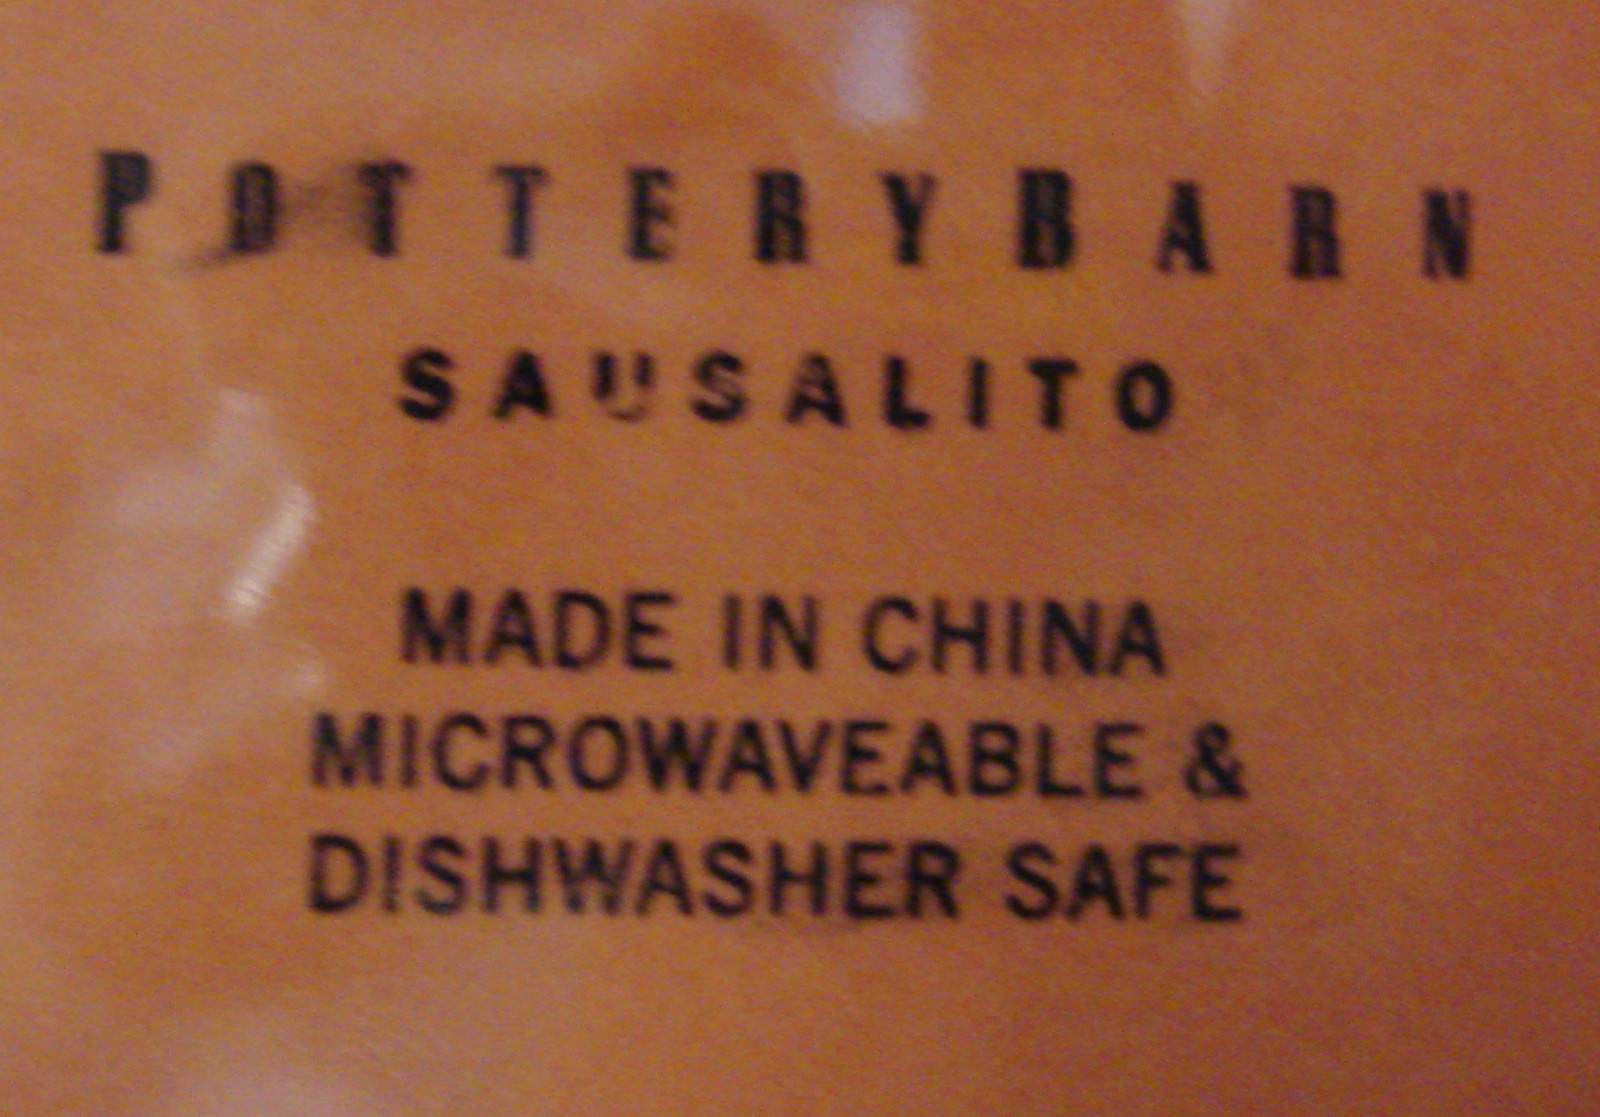 POTTERYBARN
SAUSALITO
MADE IN CHINA
MICROWAVEABLE &
DISHWASHER SAFE